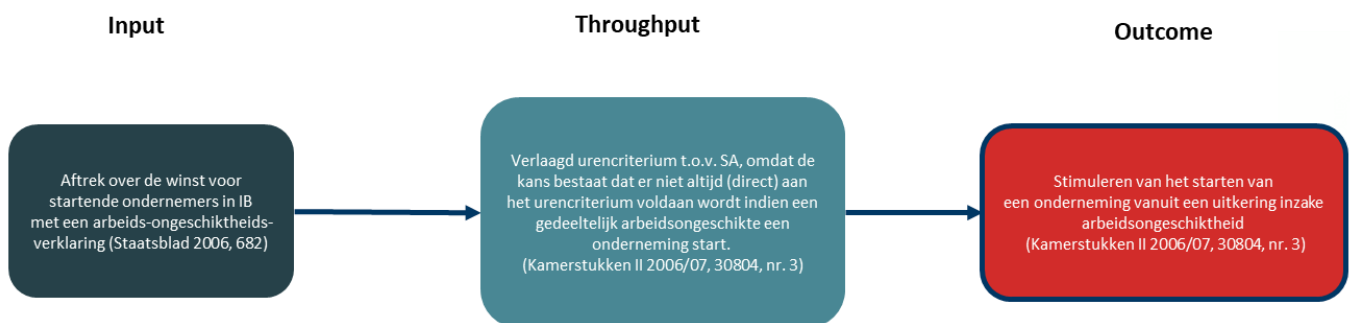 Input
Throughput
Outcome
Aftrek over de winst voor
startende ondernemers in IB
met een arbeids-ongeschiktheids-
verklaring (Staatsblad 2006, 682)
Verlaagd urencriterium t.o.v. SA, omdat de
kans bestaat dat er niet altijd (direct) aan
het urencriterium voldaan wordt indien een
gedeeltelijk arbeidsongeschikte een
onderneming start.
(Kamerstukken II 2006/07, 30804, nr. 3)
Stimuleren van het starten van
een onderneming vanuit een uitkering inzake
arbeidsongeschiktheid
(Kamerstukken II 2006/07, 30804, nr. 3)